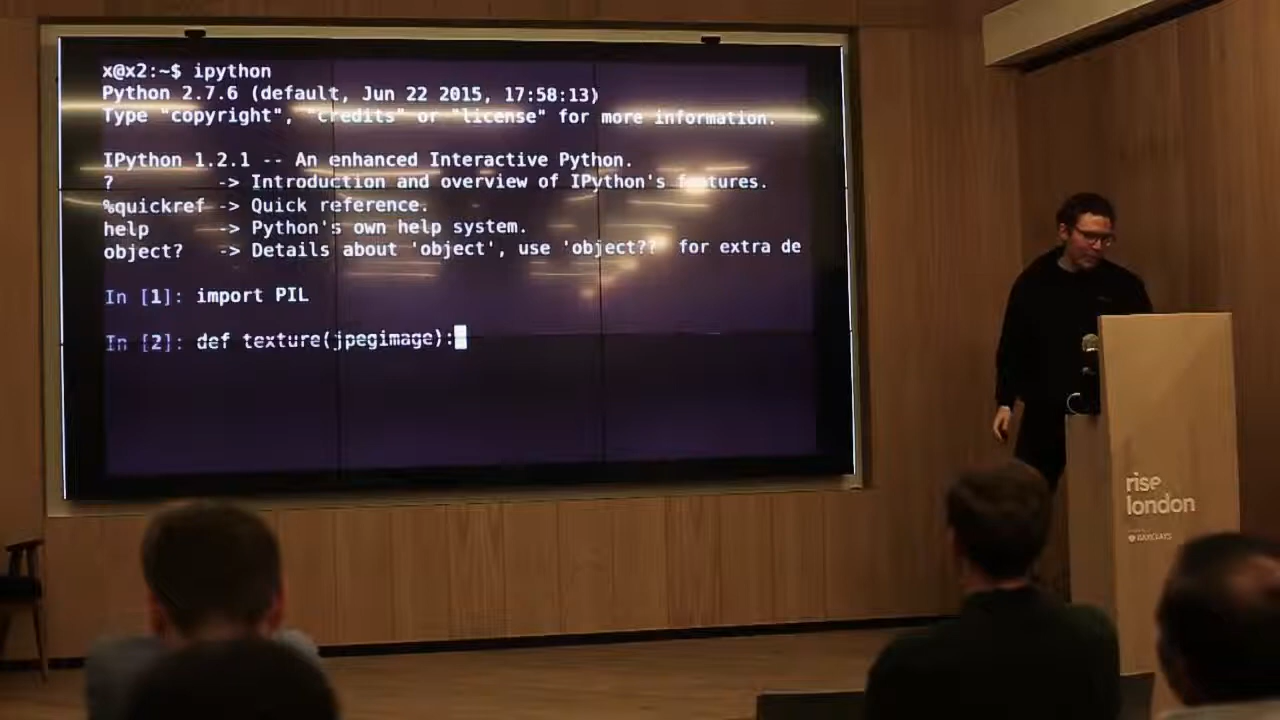 x@x2:~$ ipython
Python 2.7.6 (default, Jun 22 2015, 17:58:13)
Type "copyright", "credits" or "license" for more information.
IPython 1.2.1 -- An enhanced Interactive Python.
? -> Introduction and overview of IPython's features.
%quickref -> Quick reference.
help -> Python's own help system.
object? -> Details about 'object', use 'object??' for extra de
In [1]: import PIL
In [2]: def texture(jpegimage):
rise
london
BARCLAYS